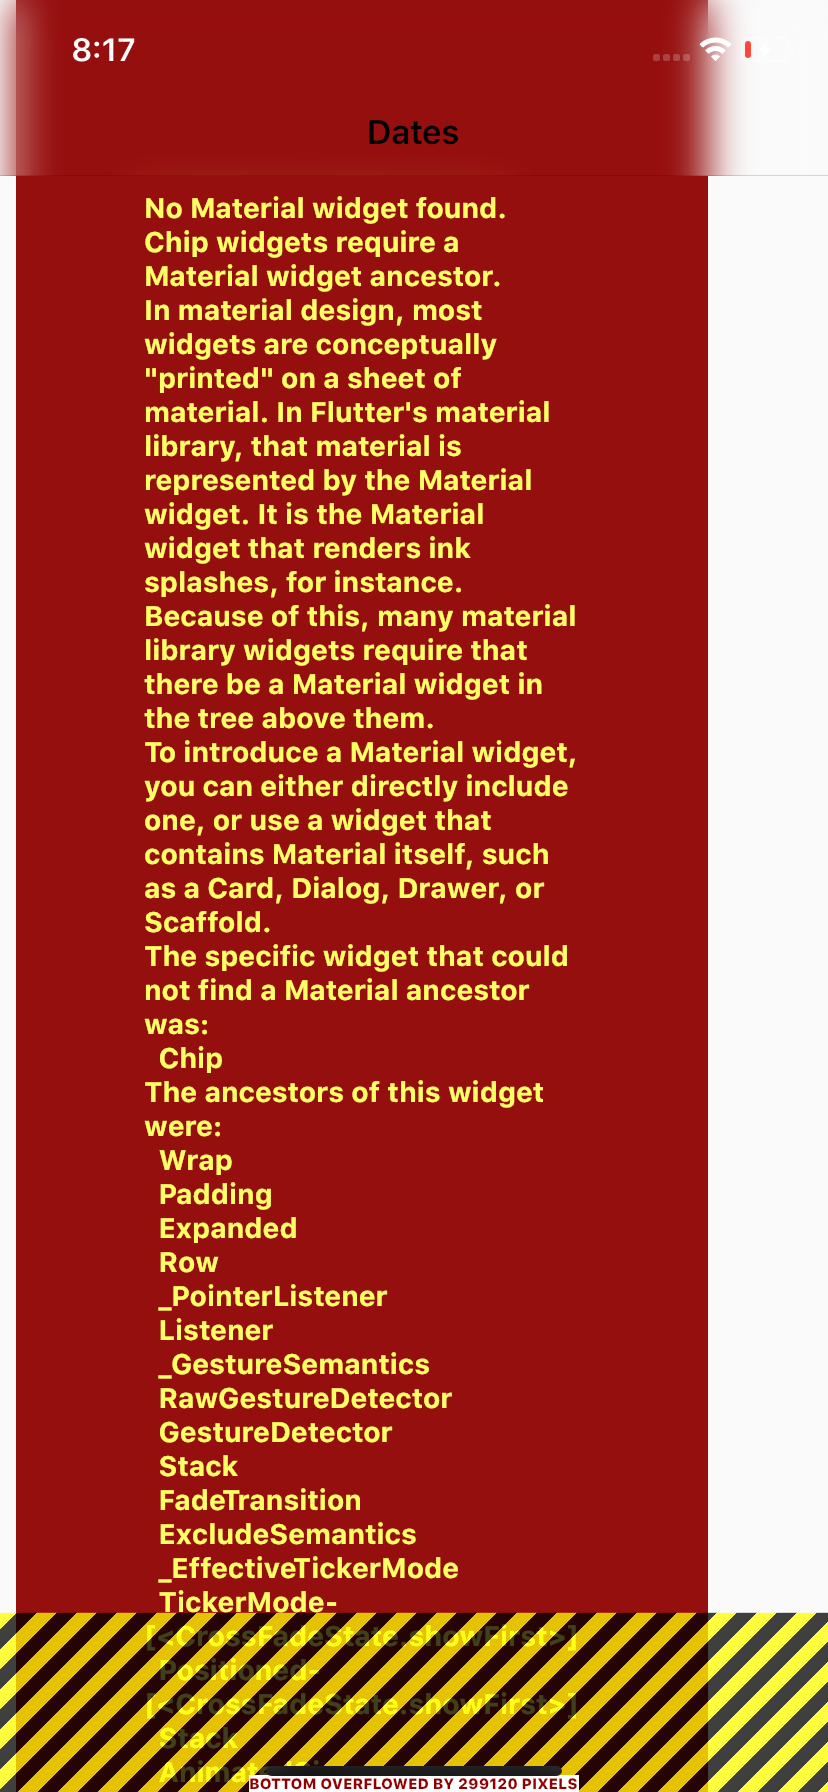 8:17
Dates
No Material widget found.
Chip widgets require a
Material widget ancestor.
In material design, most
widgets are conceptually
"printed" on a sheet of
material. In Flutter's material
library, that material is
represented by the Material
widget. It is the Material
widget that renders ink
splashes, for instance.
Because of this, many material
library widgets require that
there be a Material widget in
the tree above them.
To introduce a Material widget,
you can either directly include
one, or use a widget that
contains Material itself, such
as a Card, Dialog, Drawer, or
Scaffold.
The specific widget that could
not find a Material ancestor
was:
Chip
The ancestors of this widget
were:
Wrap
Padding
Expanded
Row
_PointerListener
Listener
_GestureSemantics
RawGestureDetector
GestureDetector
Stack
FadeTransition
ExcludeSemantics
_EffectiveTickerMode
TickerMode-
[<CrossFadeState.showFirst>]
Positioned-
[<CrossFadeState.showFirst>]
Stack
BOTTOM OVERFLOWED BY 299120 PIXELS